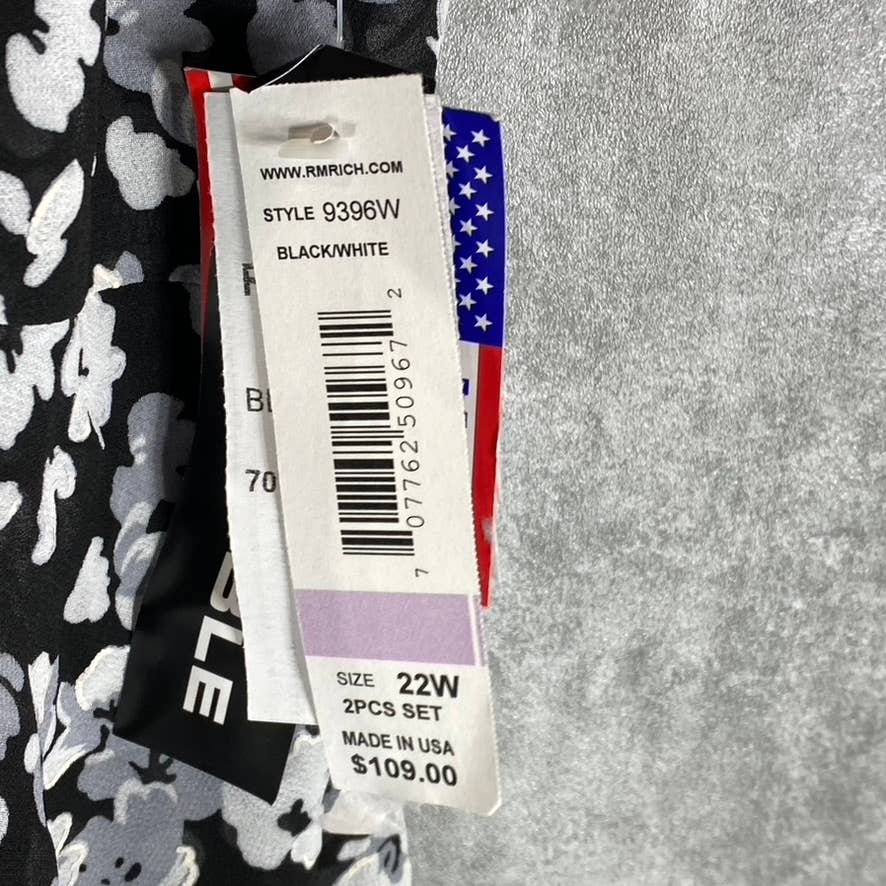 WWW.RMRICH.COM
STYLE 9396W
BLACK/WHITE
7 07762 50967 2
SIZE 22W
2PCS SET
MADE IN USA
$109.00
70
BLE